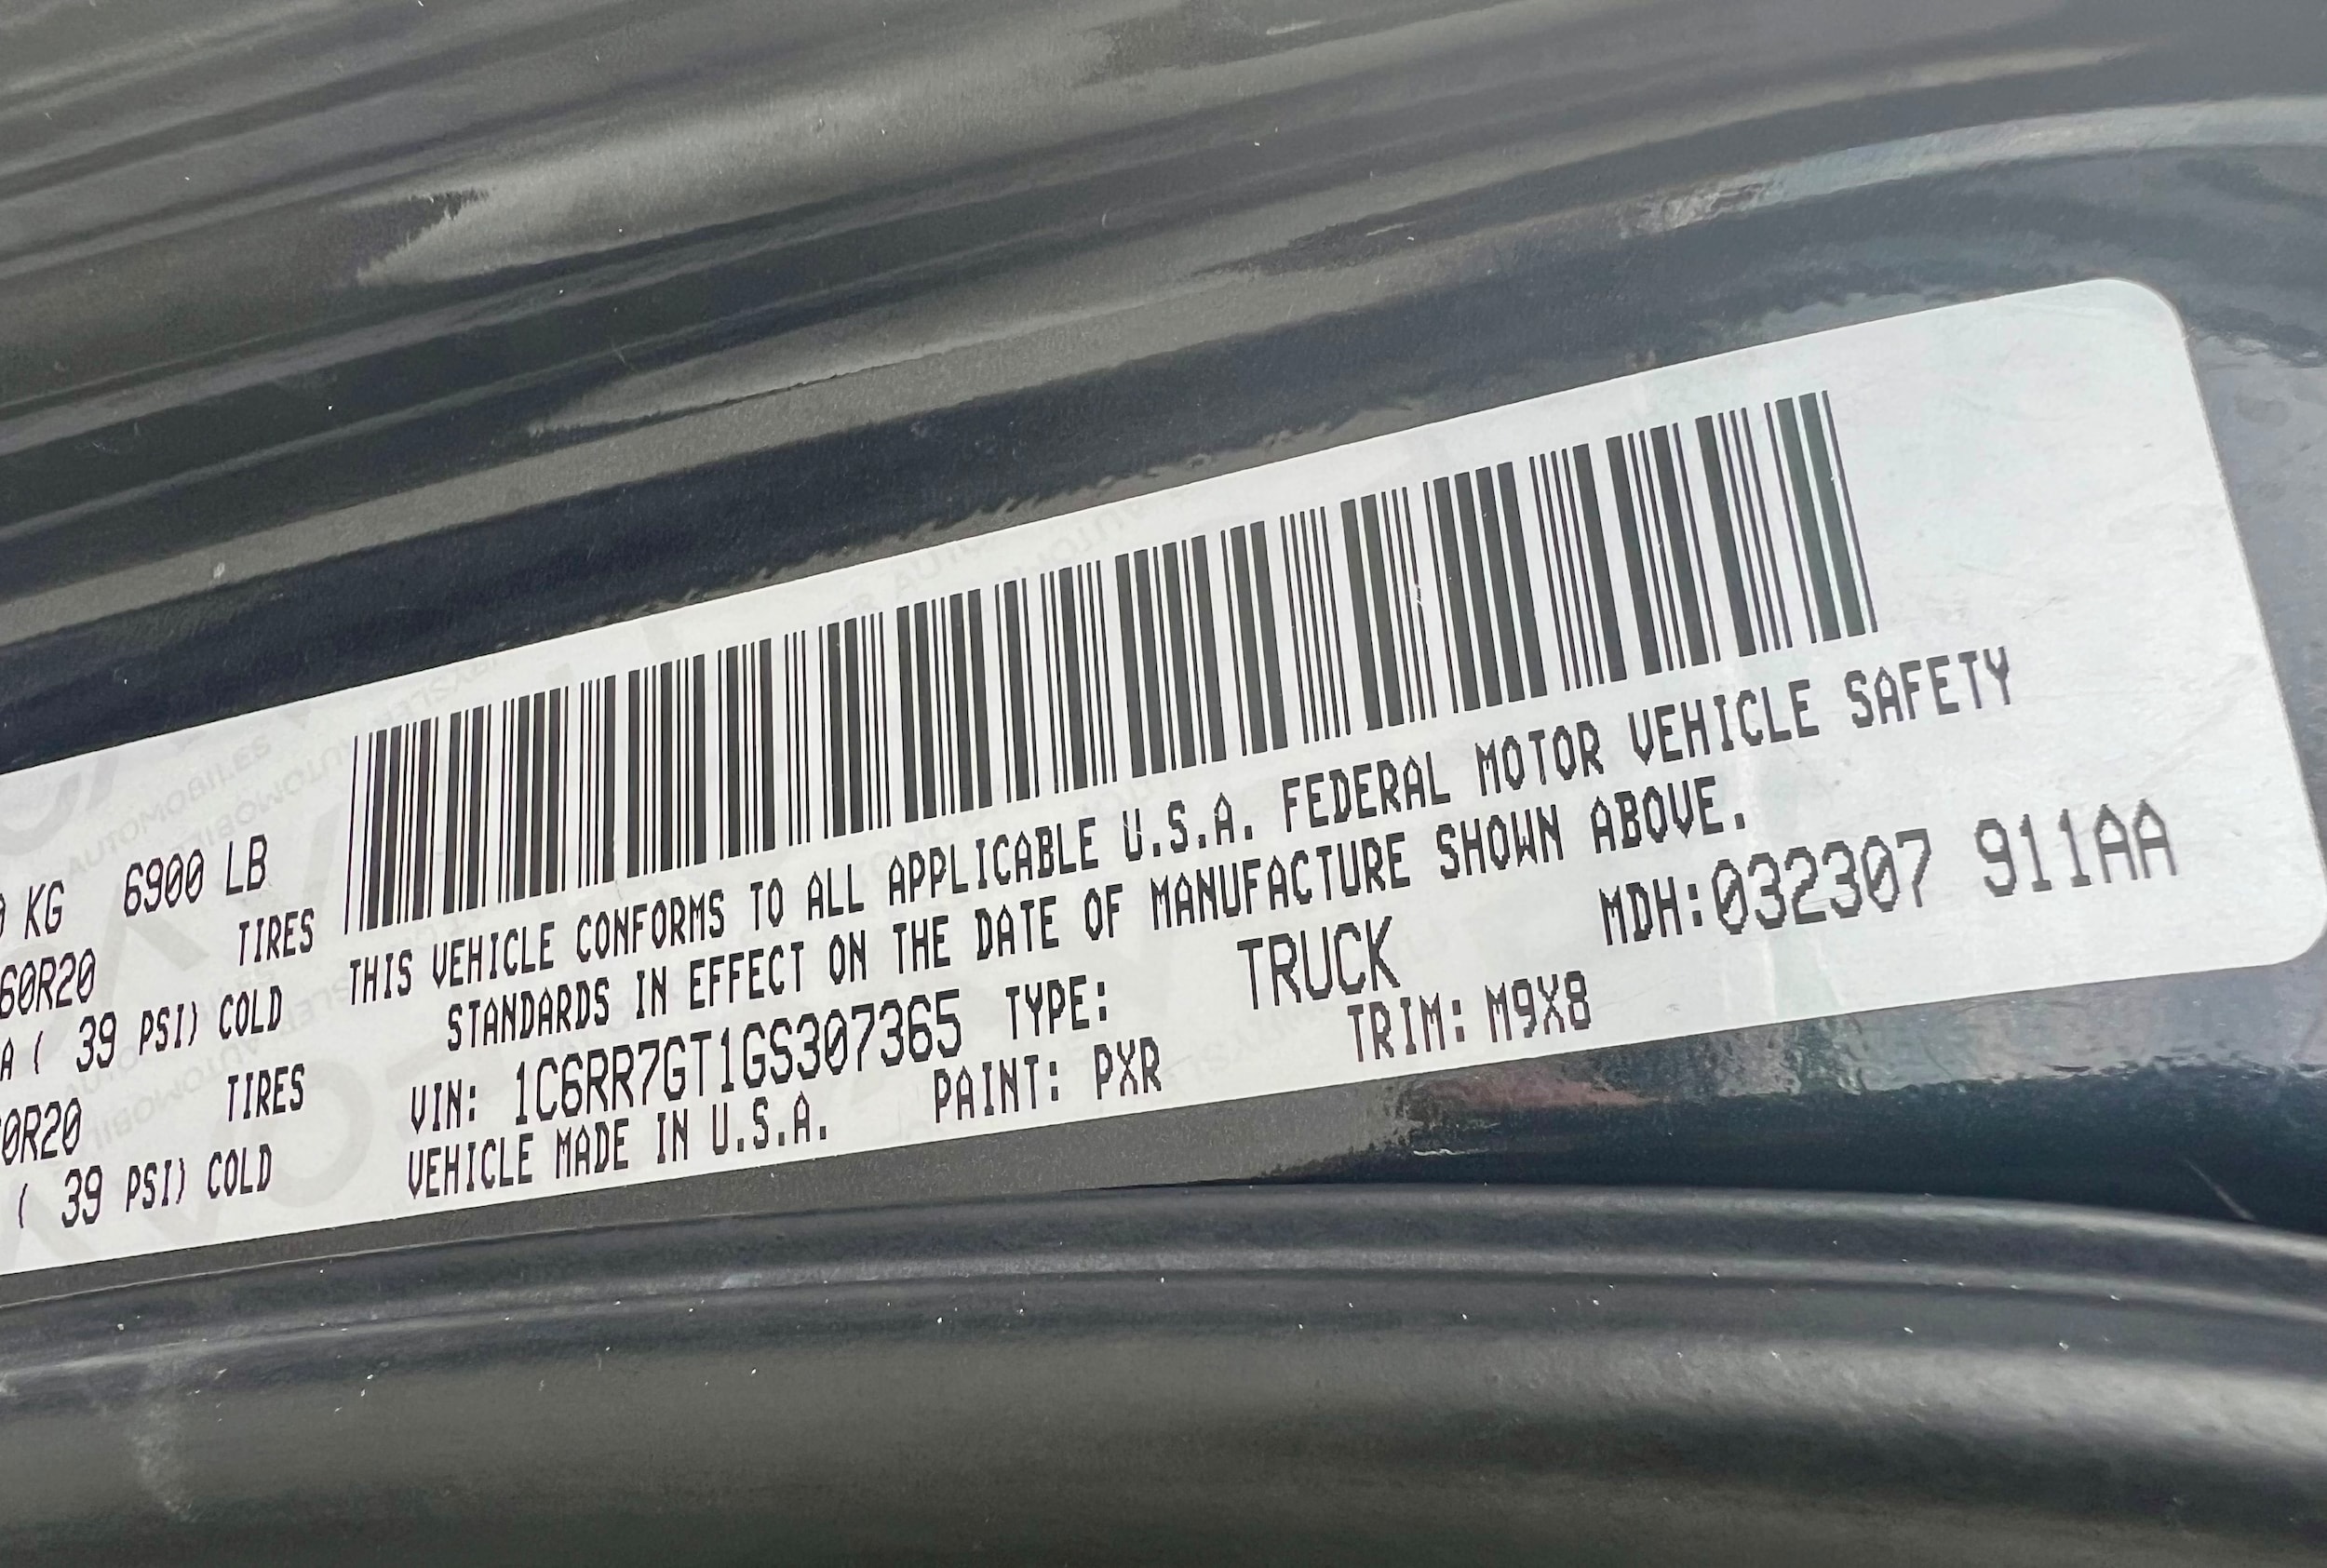 KG 6900 LB
TIRES
60R20
A ( 39 PSI) COLD
TIRES
0R20
( 39 PSI) COLD
THIS VEHICLE CONFORMS TO ALL APPLICABLE U.S.A. FEDERAL MOTOR VEHICLE SAFETY
STANDARDS IN EFFECT ON THE DATE OF MANUFACTURE SHOWN ABOVE.
MDH:032307 911AA
VIN: 1C6RR7GT1GS307365 TYPE: TRUCK
VEHICLE MADE IN U.S.A. PAINT: PXR TRIM: M9X8